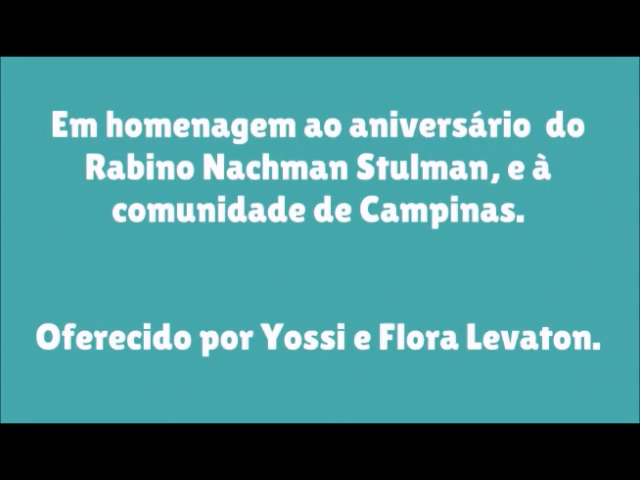 Em homenagem ao aniversário do
Rabino Nachman Stulman, e à
comunidade de Campinas.
Oferecido por Yossi e Flora Levaton.